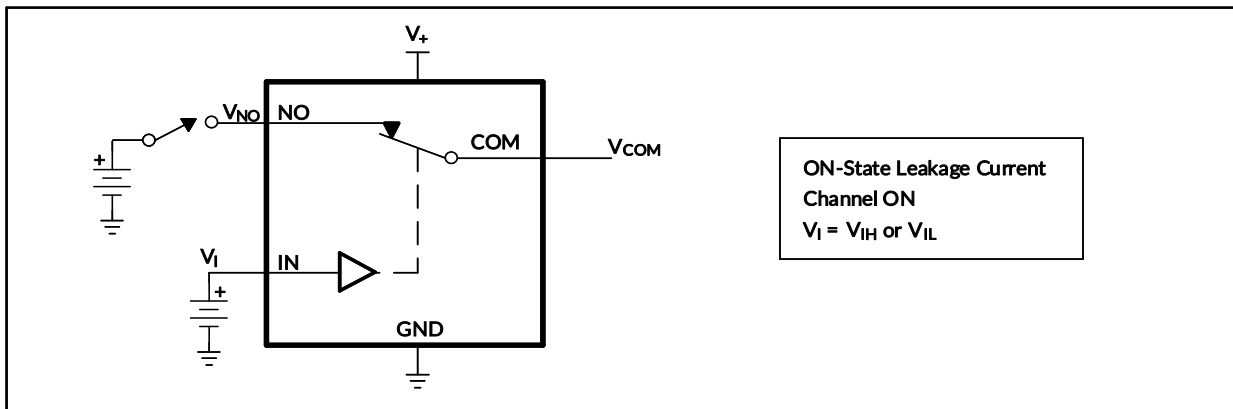 V+
VNO NO
COM
VCOM
+
VI IN
+
GND
ON-State Leakage Current
Channel ON
VI = VIH or VIL